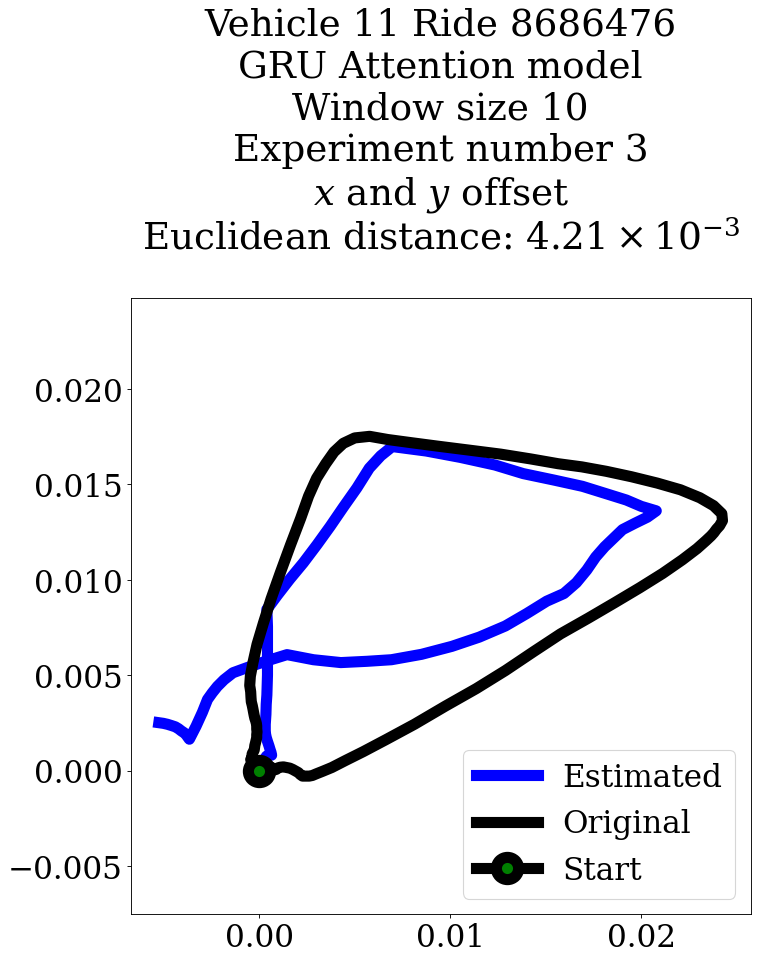 Vehicle 11 Ride 8686476
GRU Attention model
Window size 10
Experiment number 3
x and y offset
Euclidean distance: 4.21 × 10⁻³
0.020
0.015
0.010
0.005
0.000
−0.005
0.00 0.01 0.02
Estimated
Original
Start